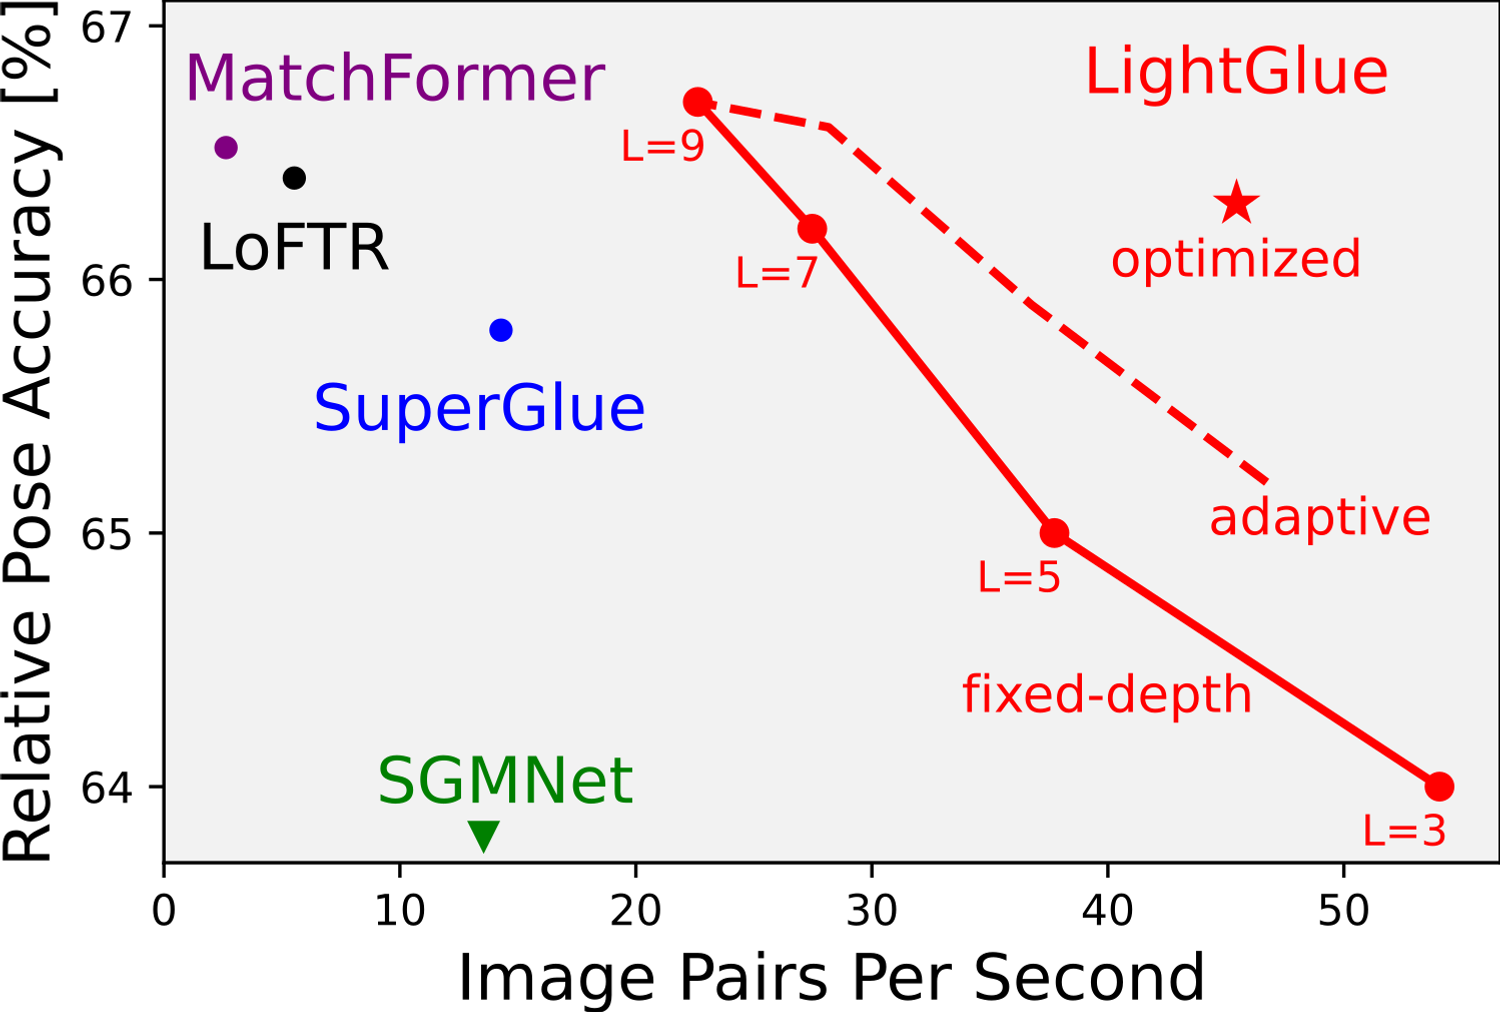 Relative Pose Accuracy [%]
67
66
65
64
MatchFormer
LightGlue
L=9
LoFTR
optimized
L=7
SuperGlue
adaptive
L=5
fixed-depth
SGMNet
L=3
0 10 20 30 40 50
Image Pairs Per Second